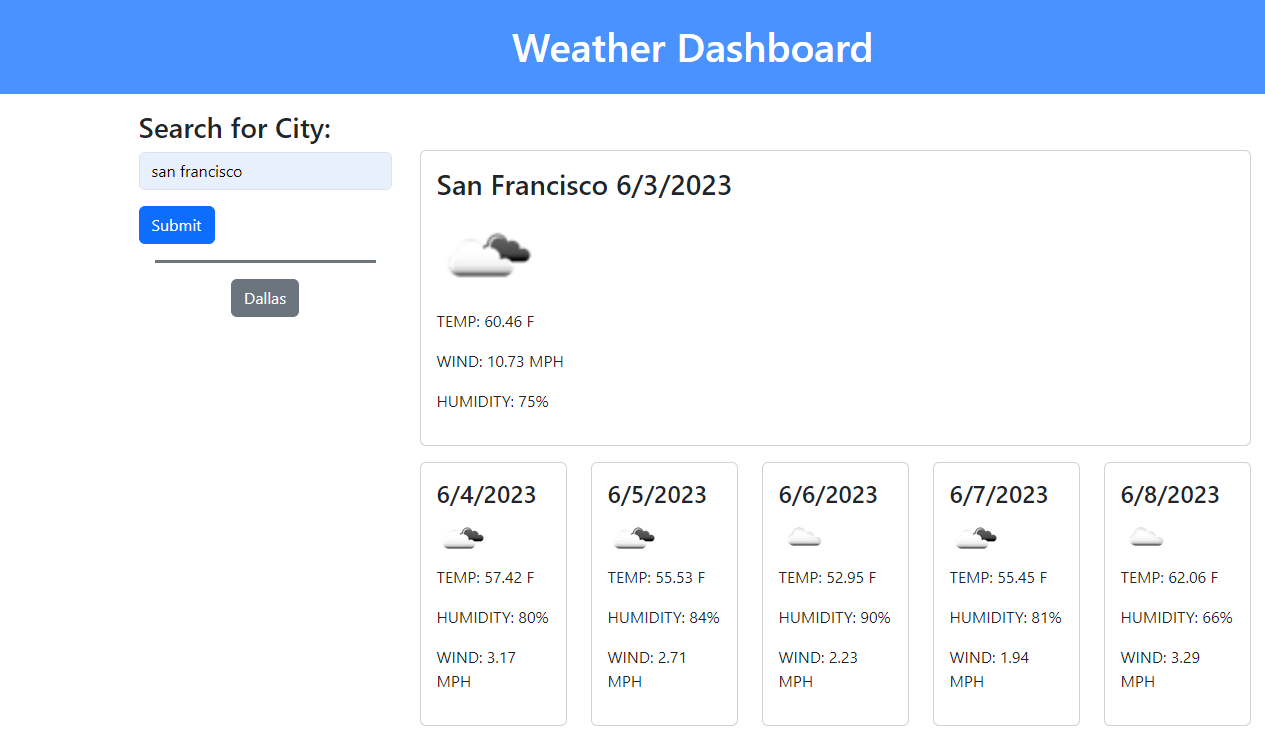 Weather Dashboard
Search for City:
san francisco
Submit
Dallas
San Francisco 6/3/2023
TEMP: 60.46 F
WIND: 10.73 MPH
HUMIDITY: 75%
6/4/2023
TEMP: 57.42 F
HUMIDITY: 80%
WIND: 3.17
MPH
6/5/2023
TEMP: 55.53 F
HUMIDITY: 84%
WIND: 2.71
MPH
6/6/2023
TEMP: 52.95 F
HUMIDITY: 90%
WIND: 2.23
MPH
6/7/2023
TEMP: 55.45 F
HUMIDITY: 81%
WIND: 1.94
MPH
6/8/2023
TEMP: 62.06 F
HUMIDITY: 66%
WIND: 3.29
MPH